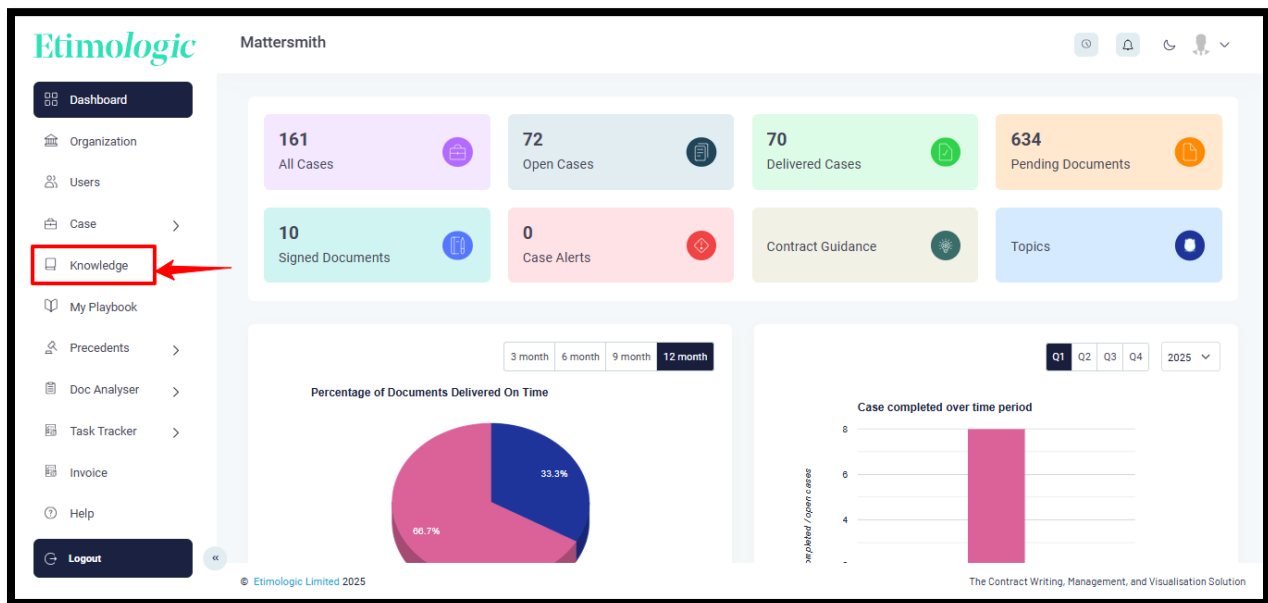 Etimologic
Mattersmith
Dashboard
Organization
Users
Case
Knowledge
My Playbook
Precedents
Doc Analyser
Task Tracker
Invoice
Help
Logout
«
161
All Cases
72
Open Cases
70
Delivered Cases
634
Pending Documents
10
Signed Documents
0
Case Alerts
Contract Guidance
Topics
3 month 6 month 9 month 12 month
Percentage of Documents Delivered On Time
33.3%
66.7%
Q1 Q2 Q3 Q4 2025
Case completed over time period
8
6
4
/open cases
© Etimologic Limited 2025
The Contract Writing, Management, and Visualisation Solution